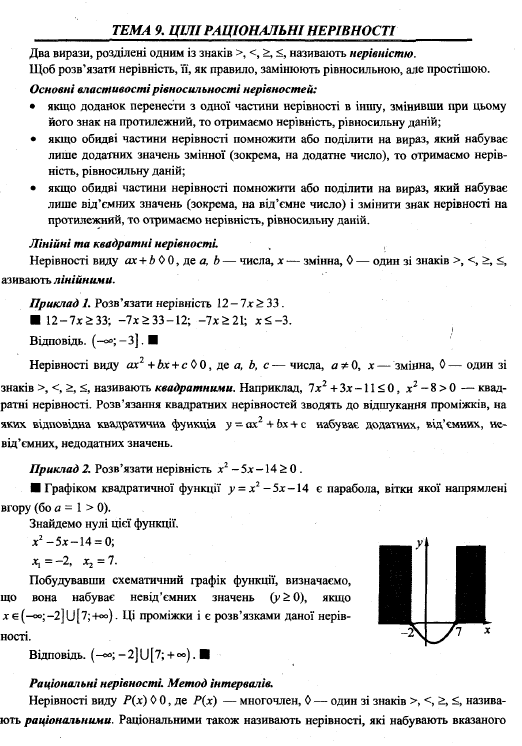 ТЕМА 9. ЦІЛІ РАЦІОНАЛЬНІ НЕРІВНОСТІ
Два вирази, розділені одним із знаків >, <, ≥, ≤, називають нерівністю.
Щоб розв'язати нерівність, її, як правило, замінюють рівносильною, але простішою.
Основні властивості рівносильності нерівностей:
• якщо доданок перенести з одної частини нерівності в іншу, змінивши при цьому
його знак на протилежний, то отримаємо нерівність, рівносильну даній;
• якщо обидві частини нерівності помножити або поділити на вираз, який набуває
лише додатних значень змінної (зокрема, на додатне число), то отримаємо нерів-
ність, рівносильну даній;
• якщо обидві частини нерівності помножити або поділити на вираз, який набуває
лише від'ємних значень (зокрема, на від'ємне число) і змінити знак нерівності на
протилежний, то отримаємо нерівність, рівносильну даній.
Лінійні та квадратні нерівності.
Нерівності виду ax + b ◊ 0, де a, b — числа, x — змінна, ◊ — один зі знаків >, <, ≥, ≤,
азивають лінійними.
Приклад 1. Розв'язати нерівність 12 – 7x ≥ 33.
■ 12 – 7x ≥ 33; –7x ≥ 33 – 12; –7x ≥ 21; x ≤ –3.
Відповідь. (–∞; –3]. ■
Нерівності виду ax² + bx + c ◊ 0, де a, b, c — числа, a ≠ 0, x — змінна, ◊ — один зі
знаків >, <, ≥, ≤, називають квадратними. Наприклад, 7x² + 3x – 11 ≤ 0, x² – 8 > 0 — квад-
ратні нерівності. Розв'язання квадратних нерівностей зводять до відшукання проміжків, на
яких відповідна квадратична функція y = ax² + bx + c набуває додатних, від'ємних, не-
від'ємних, недодатних значень.
Приклад 2. Розв'язати нерівність x² – 5x – 14 ≥ 0.
■ Графіком квадратичної функції y = x² – 5x – 14 є парабола, вітки якої напрямлені
вгору (бо a = 1 > 0).
Знайдемо нулі цієї функції.
x² – 5x – 14 = 0;
x₁ = –2, x₂ = 7.
Побудувавши схематичний графік функції, визначаємо,
що вона набуває невід'ємних значень (y ≥ 0), якщо
x ∈ (–∞; –2] ∪ [7; +∞). Ці проміжки і є розв'язками даної нерів-
ності.
y
–2 7 x
Відповідь. (–∞; –2] ∪ [7; +∞). ■
Раціональні нерівності. Метод інтервалів.
Нерівності виду P(x) ◊ 0, де P(x) — многочлен, ◊ — один зі знаків >, <, ≥, ≤, назива-
ють раціональними. Раціональними також називають нерівності, які набувають вказаного